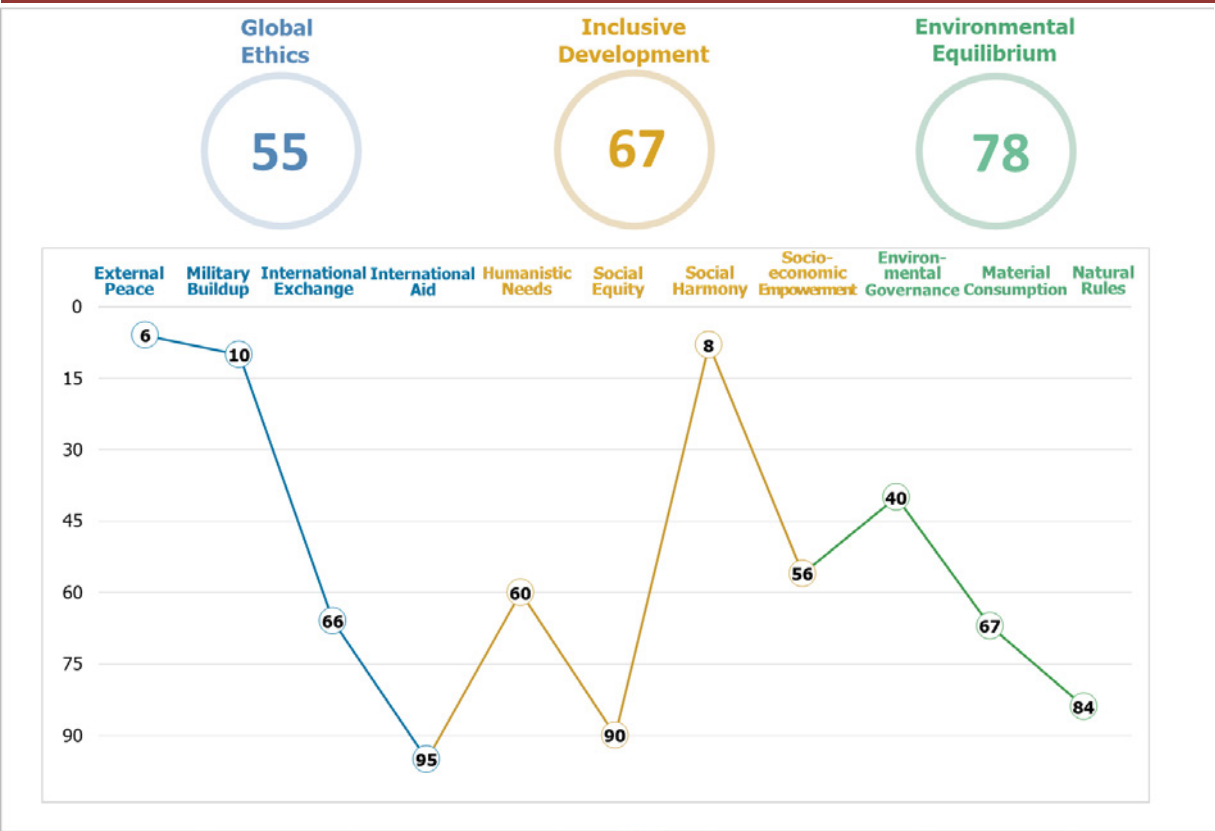 Global
Ethics
55
Inclusive
Development
67
Environmental
Equilibrium
78
External
Peace
Military
Buildup
International
Exchange
International
Aid
Humanistic
Needs
Social
Equity
Social
Harmony
Socio-
economic
Empowerment
Environ-
mental
Governance
Material
Consumption
Natural
Rules
0
15
30
45
60
75
90
6
10
66
95
60
90
8
56
40
67
84